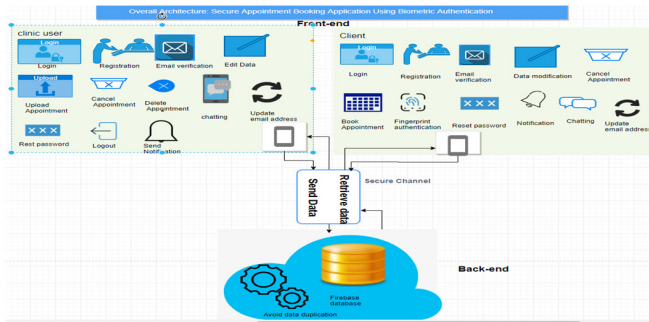 Overall Architecture: Secure Appointment Booking Application Using Biometric Authentication
Front-end
clinic user
Login
Login
Registration
Email verification
Edit Data
Upload
Upload
Appointment
Cancel
Appointment
Delete
Appointment
chatting
Update
email address
XXX
Rest password
Logout
Send
Notification
Client
Login
Login
Registration
Email
verification
Data modification
Cancel
Appointment
Book
Appointment
Fingerprint
authentication
XXX
Reset password
Notification
Chatting
Update
email address
Retrieve data
Send Data
Secure Channel
Back-end
Firebase
database
Avoid data duplication